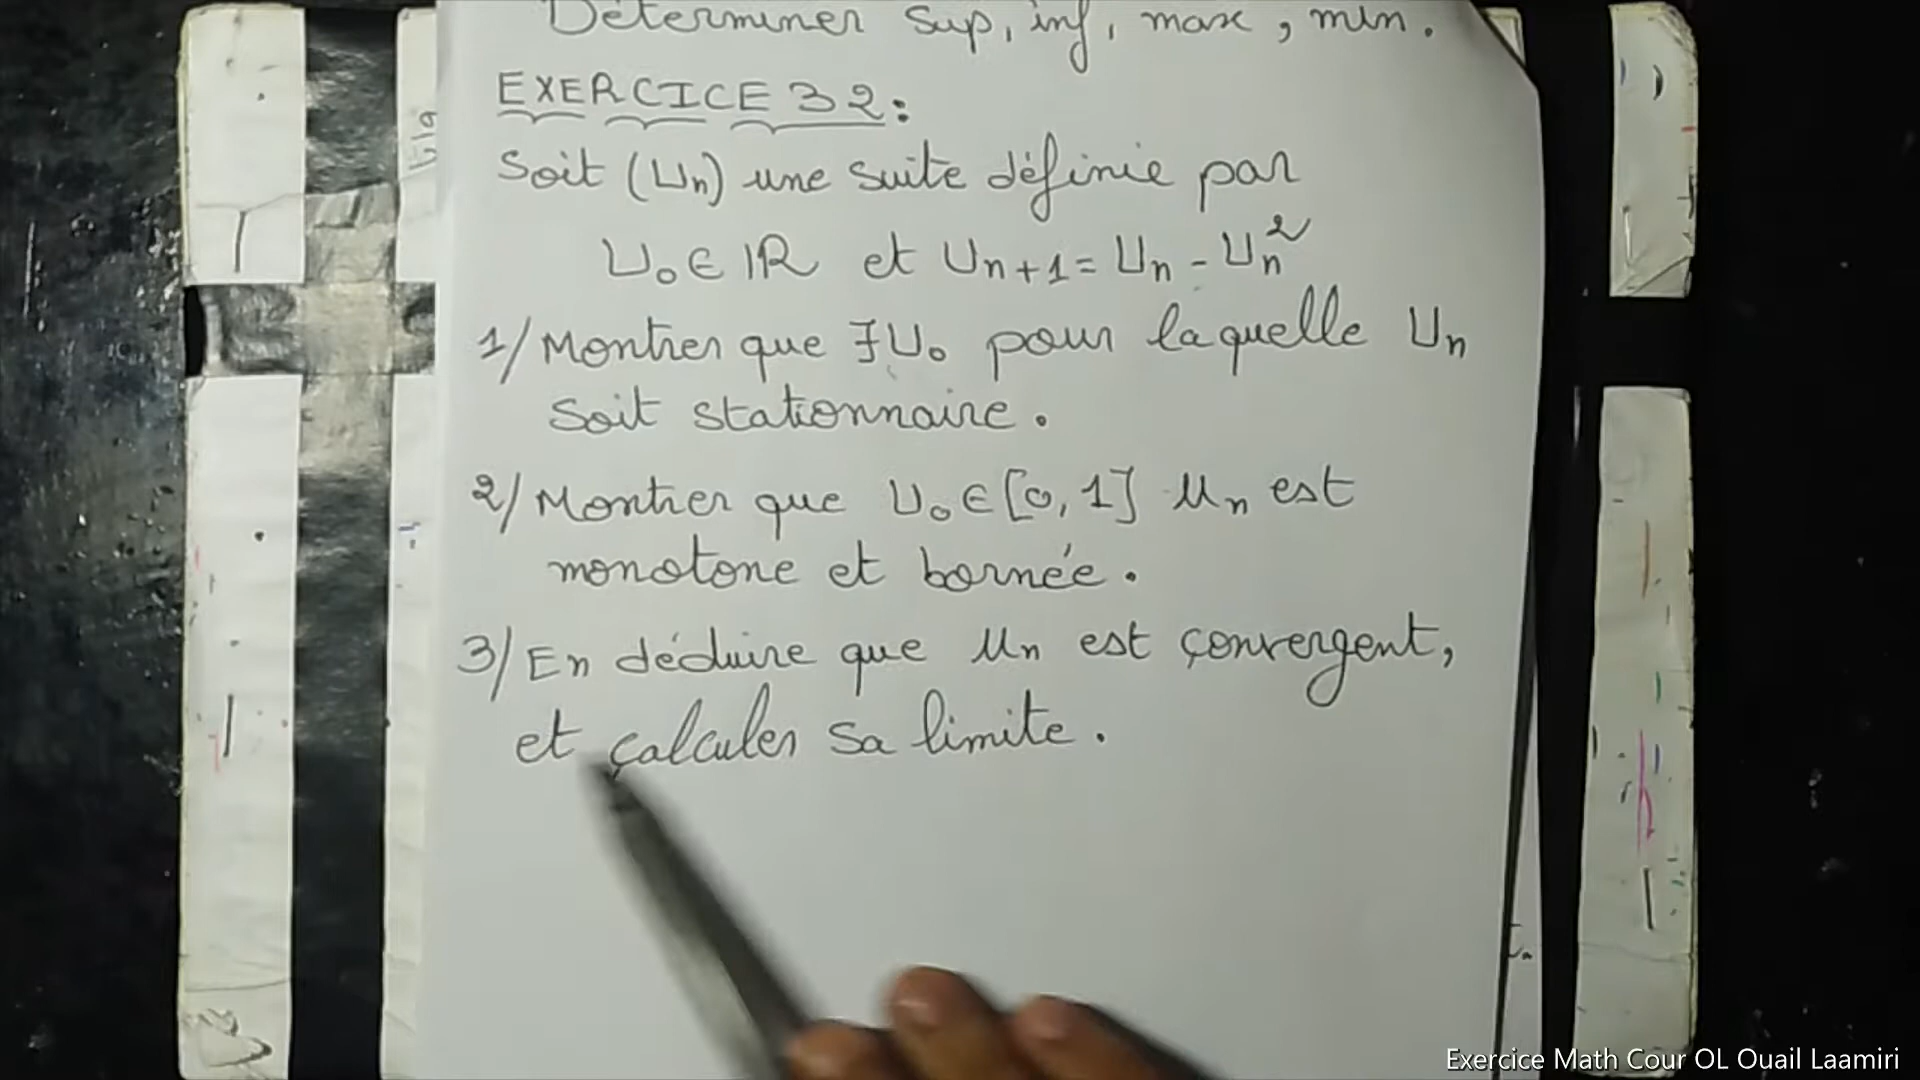 Déterminer sup, inf, max, min.
EXERCICE 32:
Soit (Un) une suite définie par
U₀ ∈ ℝ et Un+1 = Un - Un²
1/ Montrer que ∃U₀ pour laquelle Un
soit stationnaire.
2/ Montrer que U₀ ∈ [0, 1] Un est
monotone et bornée.
3/ En déduire que Un est çonvergent,
et çalculer sa limite.
Exercice Math Cour OL Ouail Laamiri